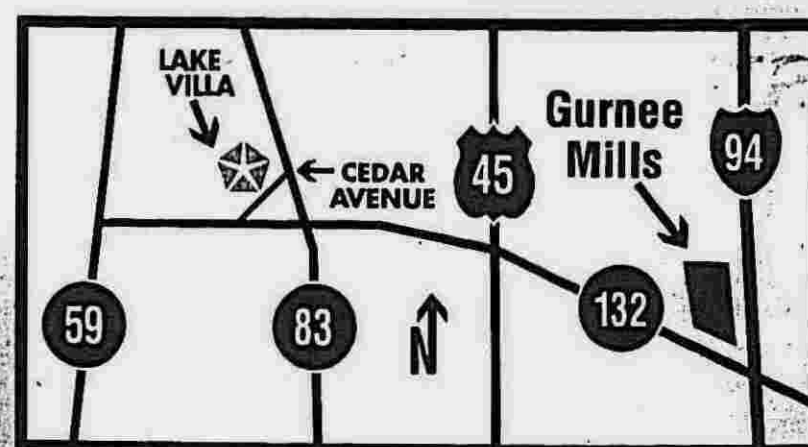 LAKE
VILLA
CEDAR
AVENUE
45
Gurnee
Mills
94
59
83
N
132